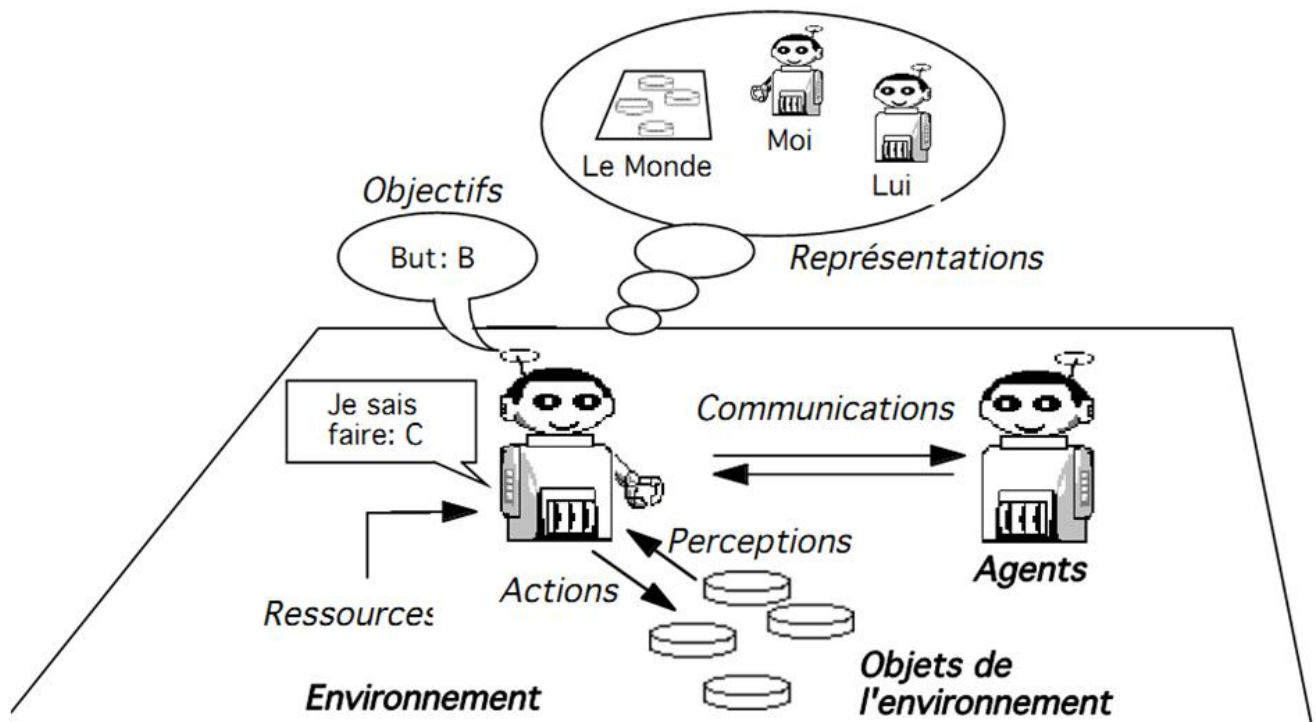 Le Monde
Moi
Lui
Objectifs
But: B
Représentations
Je sais
faire: C
Communications
Perceptions
Actions
Agents
Ressources
Environnement
Objets de
l'environnement